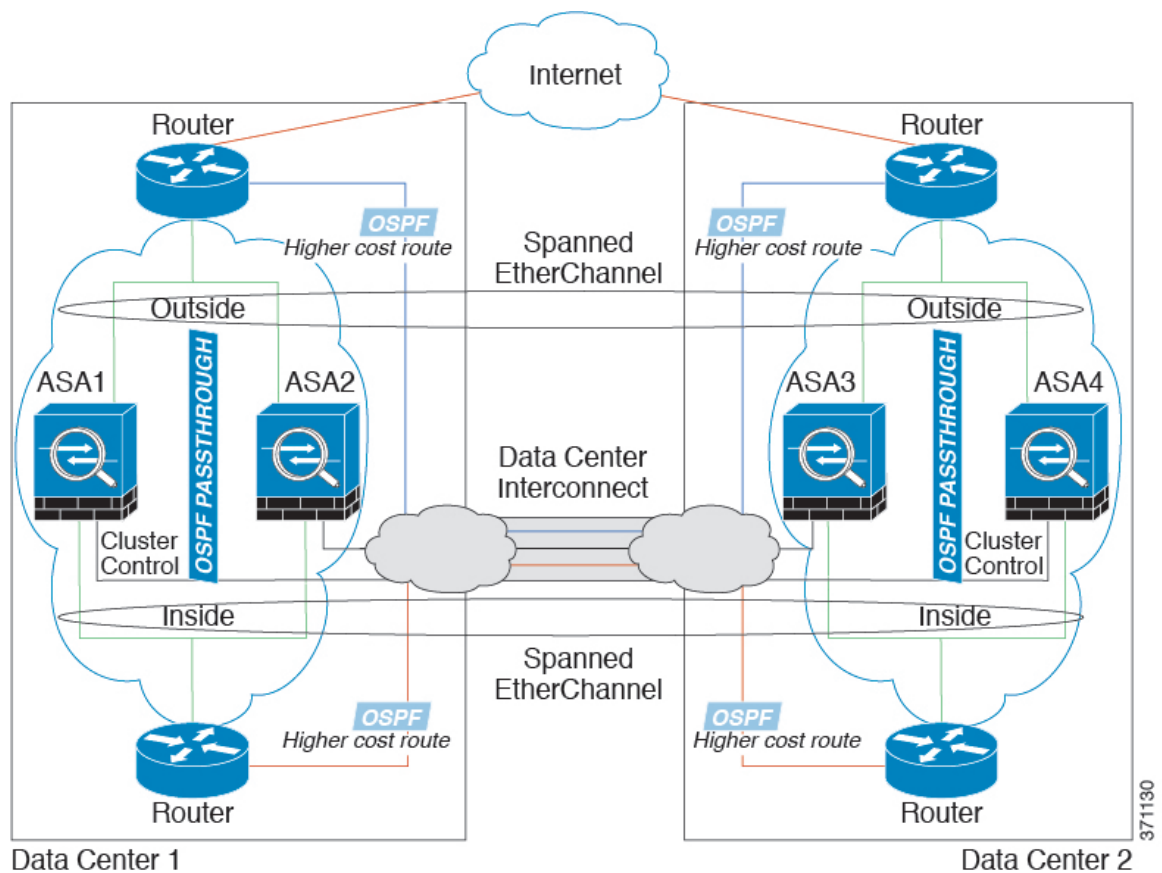 Internet
Router
Router
OSPF
Higher cost route
OSPF
Higher cost route
Spanned
EtherChannel
Outside
Outside
ASA1
OSPF PASSTHROUGH
ASA2
ASA3
OSPF PASSTHROUGH
ASA4
Data Center
Interconnect
Cluster
Control
Cluster
Control
Inside
Inside
Spanned
EtherChannel
OSPF
Higher cost route
OSPF
Higher cost route
Router
Router
371130
Data Center 1
Data Center 2